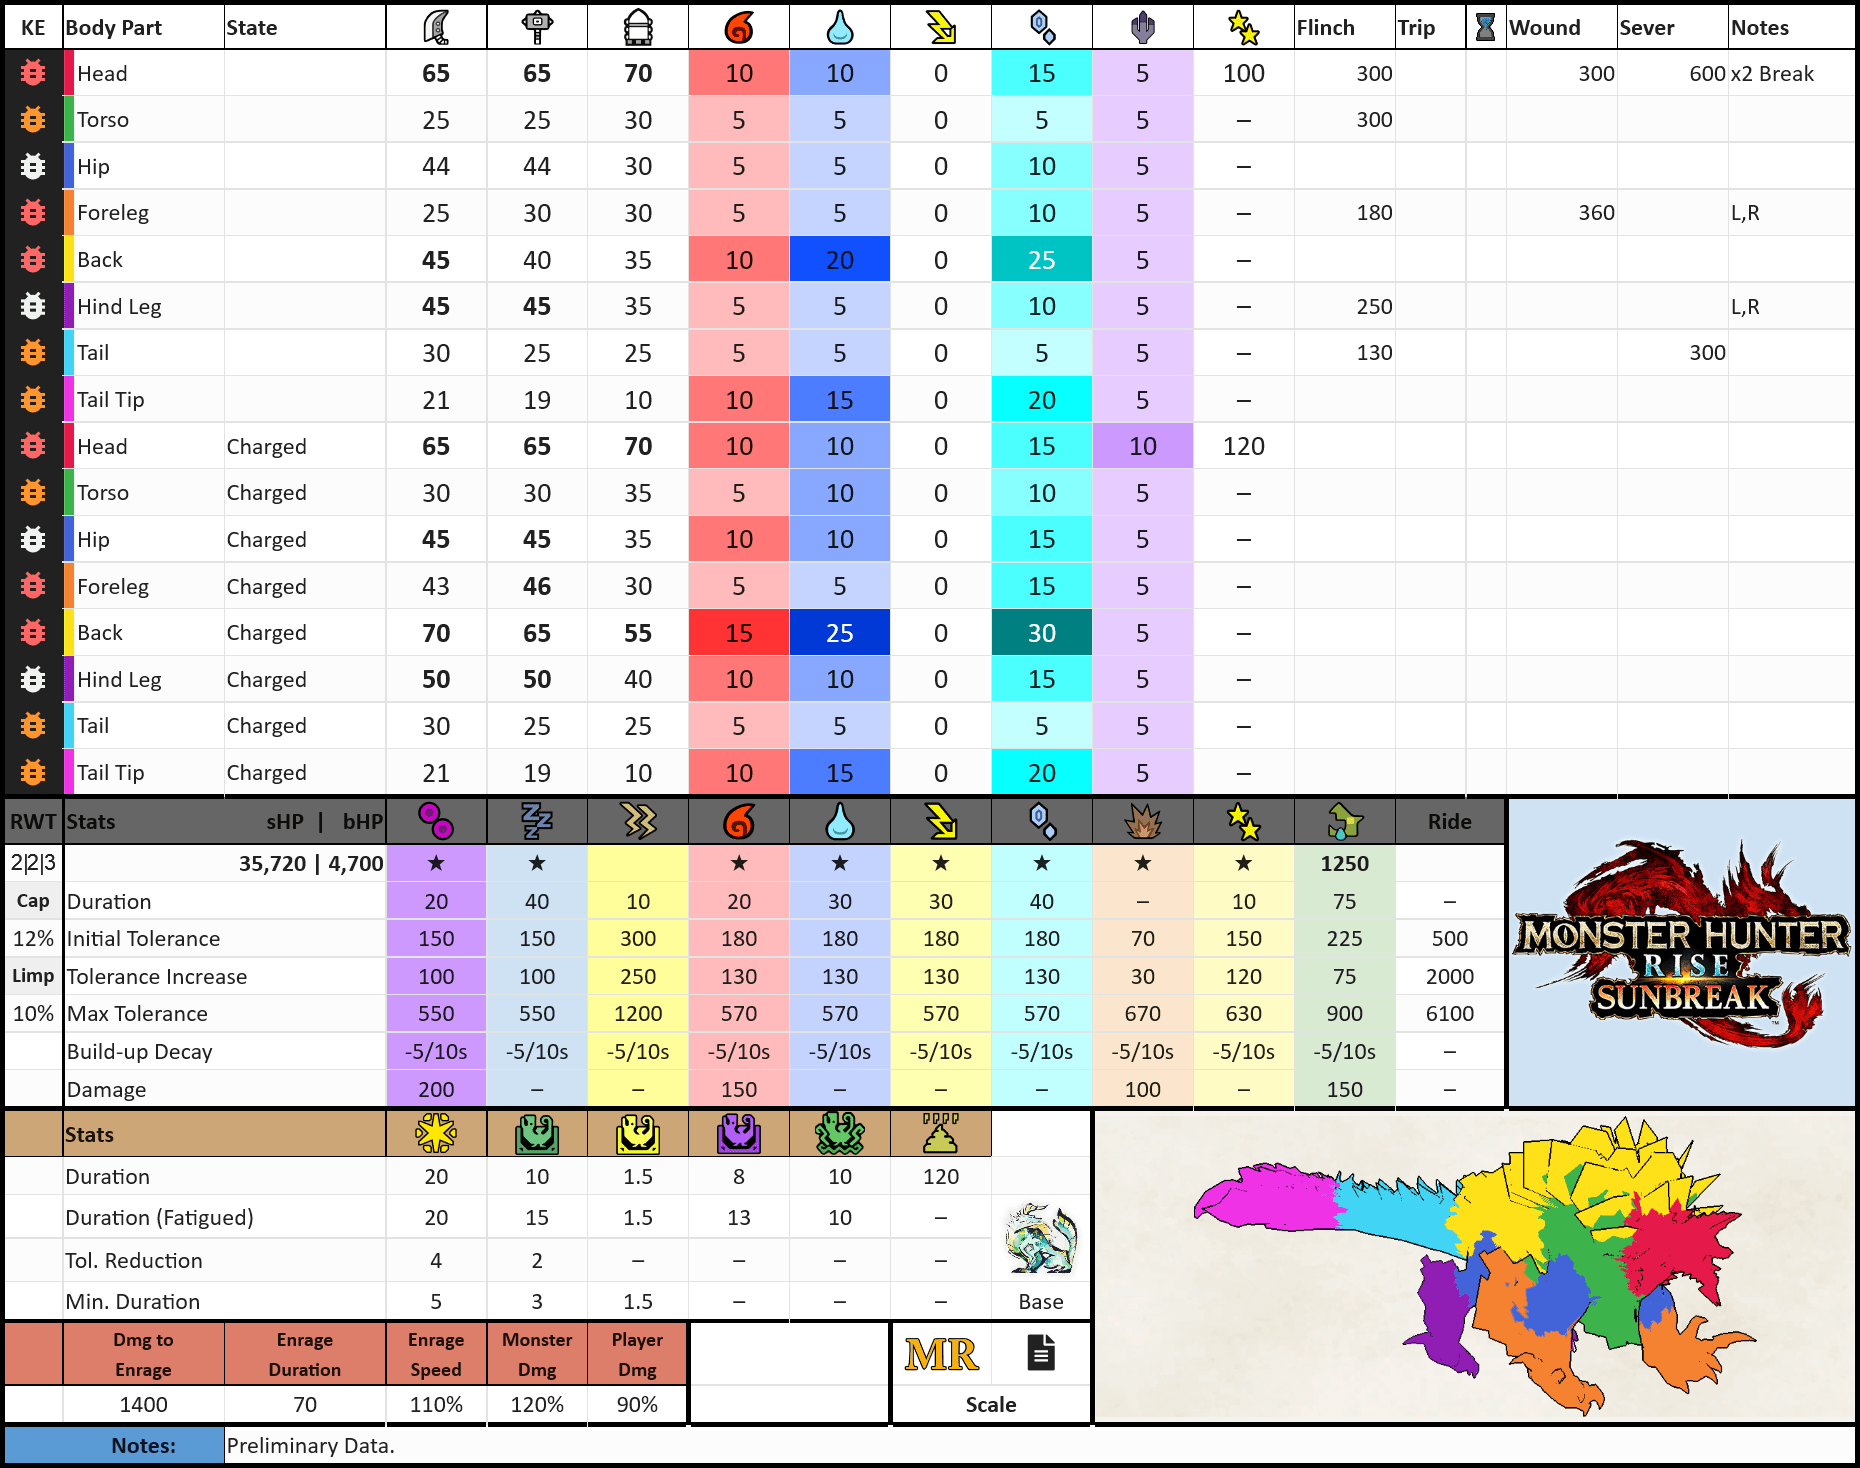 KE Body Part State Flinch Trip Wound Sever Notes
Head 65 65 70 10 10 0 15 5 100 300 300 600 x2 Break
Torso 25 25 30 5 5 0 5 5 – 300
Hip 44 44 30 5 5 0 10 5 –
Foreleg 25 30 30 5 5 0 10 5 – 180 360 L,R
Back 45 40 35 10 20 0 25 5 –
Hind Leg 45 45 35 5 5 0 10 5 – 250 L,R
Tail 30 25 25 5 5 0 5 5 – 130 300
Tail Tip 21 19 10 10 15 0 20 5 –
Head Charged 65 65 70 10 10 0 15 10 120
Torso Charged 30 30 35 5 10 0 10 5 –
Hip Charged 45 45 35 10 10 0 15 5 –
Foreleg Charged 43 46 30 5 5 0 15 5 –
Back Charged 70 65 55 15 25 0 30 5 –
Hind Leg Charged 50 50 40 10 10 0 15 5 –
Tail Charged 30 25 25 5 5 0 5 5 –
Tail Tip Charged 21 19 10 10 15 0 20 5 –
RWT Stats sHP | bHP Ride
2|2|3 35,720 | 4,700 ★ ★ ★ ★ ★ ★ ★ ★ 1250
Cap Duration 20 40 10 20 30 30 40 – 10 75 –
12% Initial Tolerance 150 150 300 180 180 180 180 70 150 225 500
Limp Tolerance Increase 100 100 250 130 130 130 130 30 120 75 2000
10% Max Tolerance 550 550 1200 570 570 570 570 670 630 900 6100
Build-up Decay -5/10s -5/10s -5/10s -5/10s -5/10s -5/10s -5/10s -5/10s -5/10s -5/10s –
Damage 200 – – 150 – – – 100 – 150 –
MONSTER HUNTER
RISE
SUNBREAK
™
Stats
Duration 20 10 1.5 8 10 120
Duration (Fatigued) 20 15 1.5 13 10 –
Tol. Reduction 4 2 – – – –
Min. Duration 5 3 1.5 – – – Base
Dmg to Enrage Enrage Monster Player
Enrage Duration Speed Dmg Dmg
MR
1400 70 110% 120% 90% Scale
Notes: Preliminary Data.